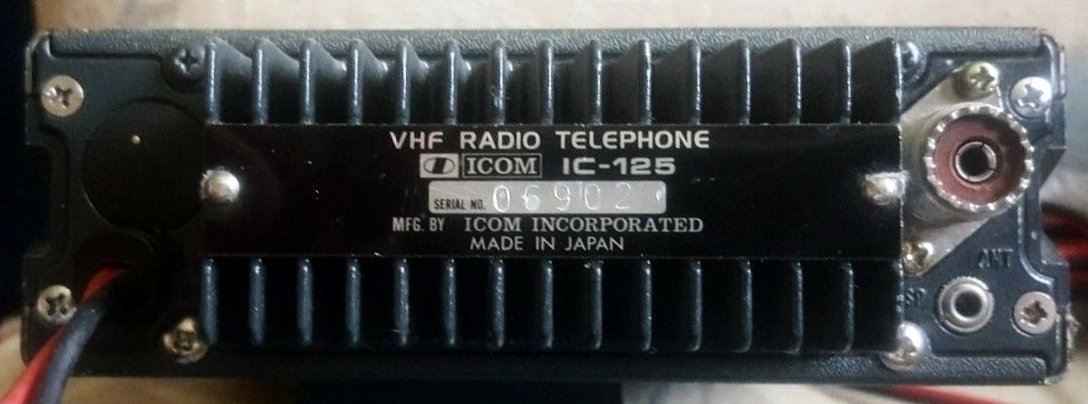 VHF RADIO TELEPHONE
ICOM IC-125
SERIAL NO. 06902
MFG. BY ICOM INCORPORATED
MADE IN JAPAN
ANT
SP